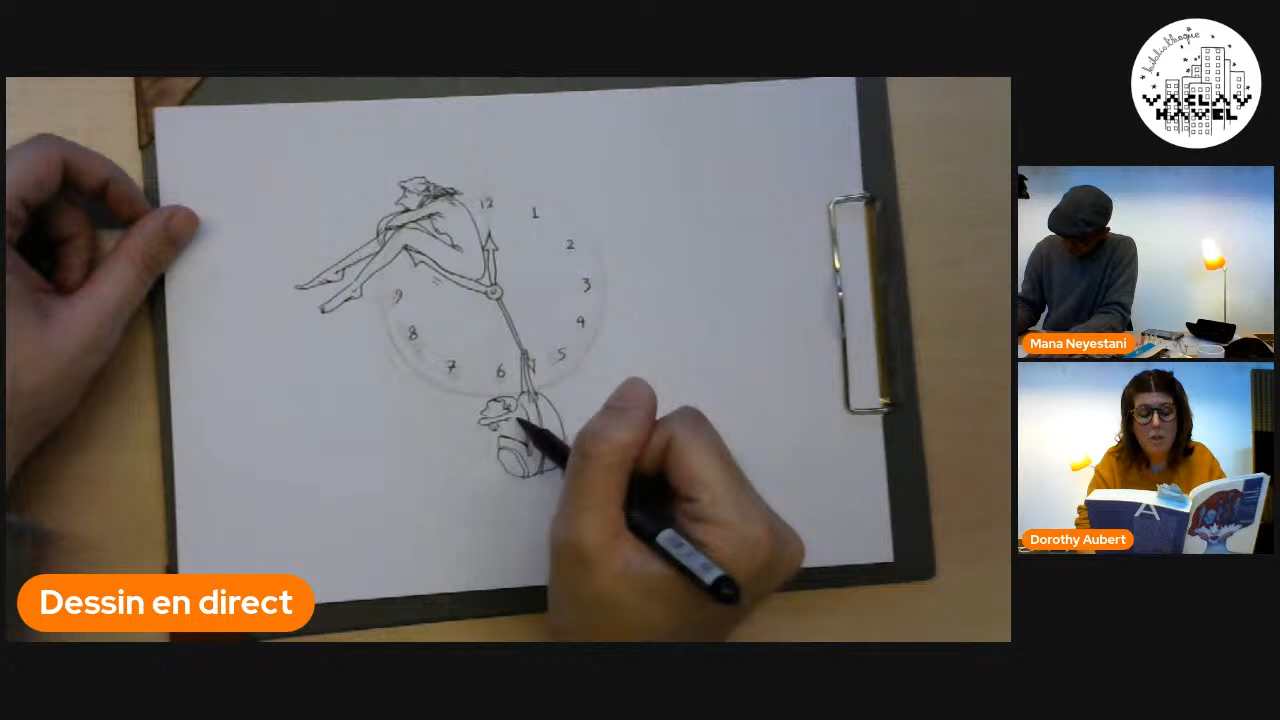 bibliothèque
VACLAV
HAVEL
12
1
2
3
4
5
6
7
8
9
Mana Neyestani
A
Dorothy Aubert
Dessin en direct